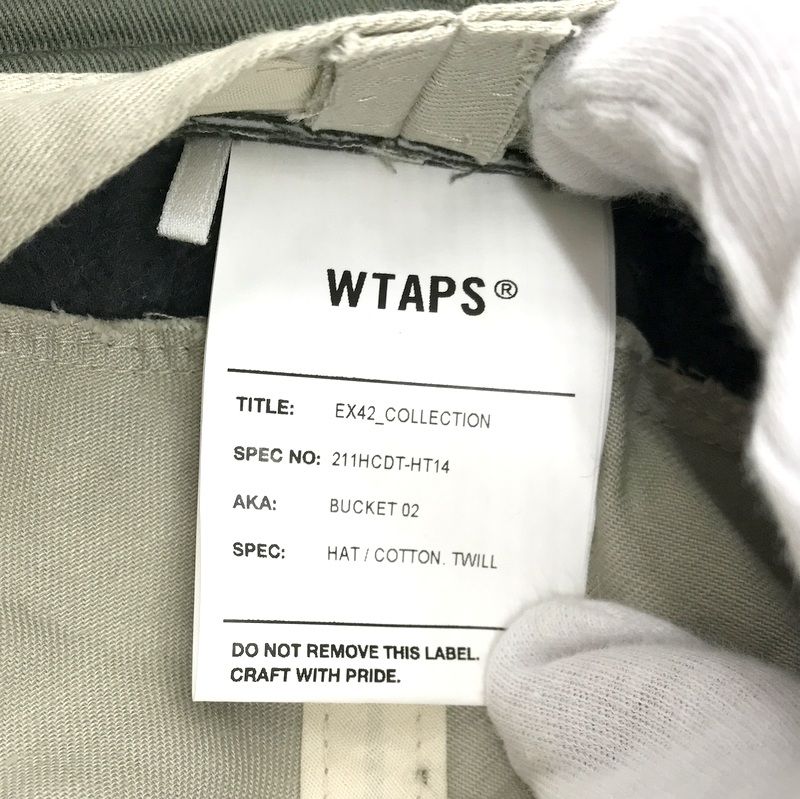 WTAPS®
TITLE: EX42_COLLECTION
SPEC NO: 211HCDT-HT14
AKA: BUCKET 02
SPEC: HAT / COTTON. TWILL
DO NOT REMOVE THIS LABEL.
CRAFT WITH PRIDE.